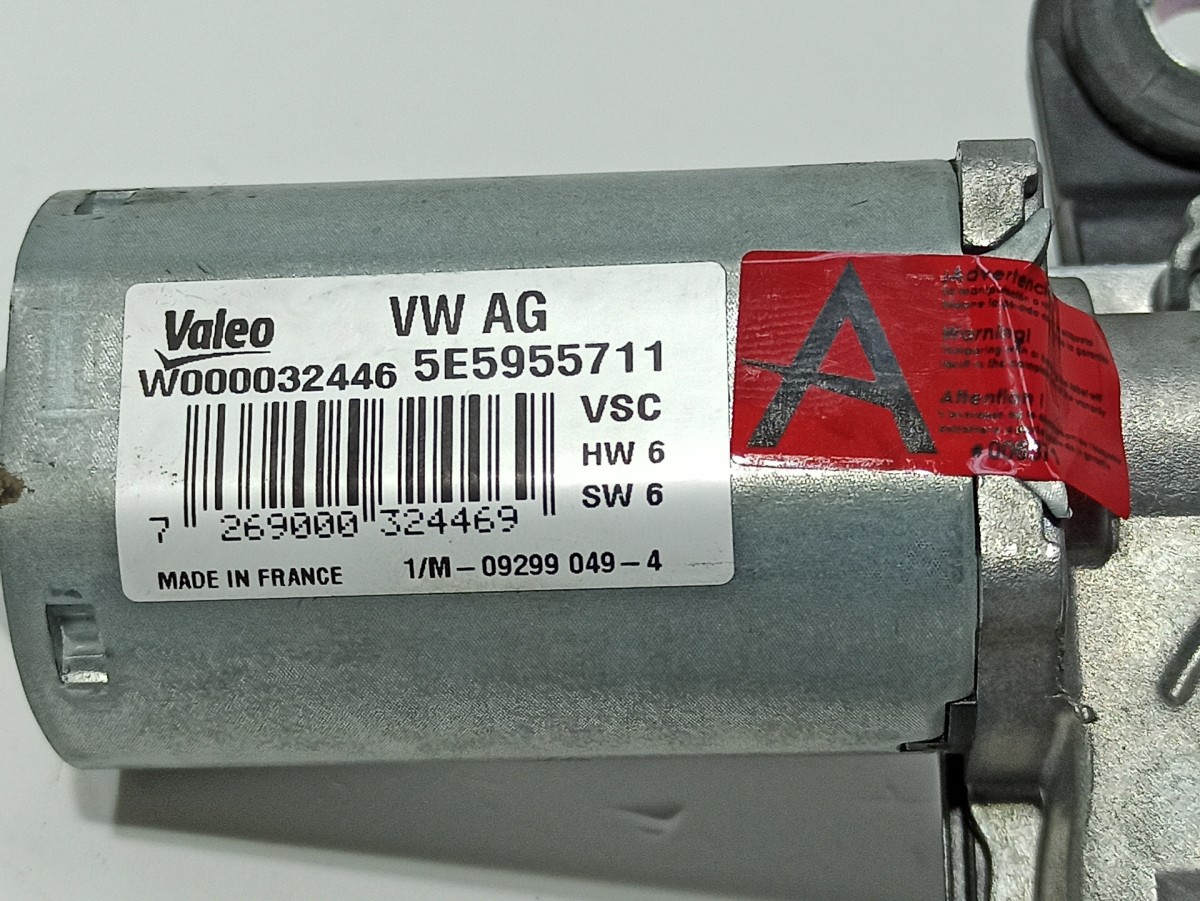 Valeo
VW AG
W000032446
5E5955711
VSC
HW 6
SW 6
7 269000 324469
MADE IN FRANCE
1/M-09299 049-4
A
Warning!